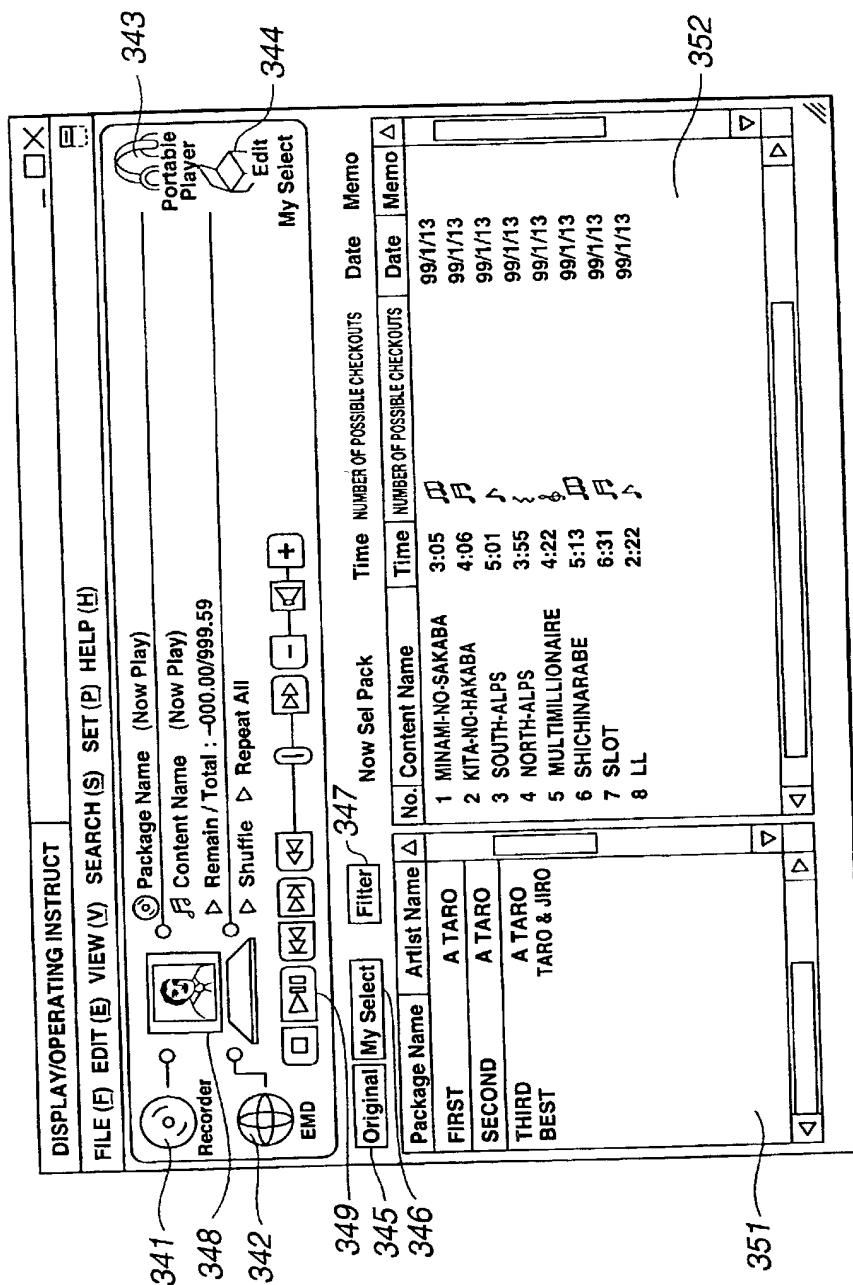 DISPLAY/OPERATING INSTRUCT
FILE (F) EDIT (E) VIEW (V) SEARCH (S) SET (P) HELP (H)
341
Recorder
348
342
EMD
Package Name (Now Play)
Content Name (Now Play)
Remain / Total : –000.00/999.59
Shuffle Repeat All
343
Portable Player
344
Edit
My Select
349
345
Original
346
My Select
347
Filter
Now Sel Pack Time NUMBER OF POSSIBLE CHECKOUTS Date Memo
Package Name Artist Name
FIRST A TARO
SECOND A TARO
THIRD A TARO
BEST TARO & JIRO
351
No. Content Name Time NUMBER OF POSSIBLE CHECKOUTS Date Memo
1 MINAMI-NO-SAKABA 3:05 99/1/13
2 KITA-NO-HAKABA 4:06 99/1/13
3 SOUTH-ALPS 5:01 99/1/13
4 NORTH-ALPS 3:55 99/1/13
5 MULTIMILLIONAIRE 4:22 99/1/13
6 SHICHINARABE 5:13 99/1/13
7 SLOT 6:31 99/1/13
8 LL 2:22 99/1/13
352